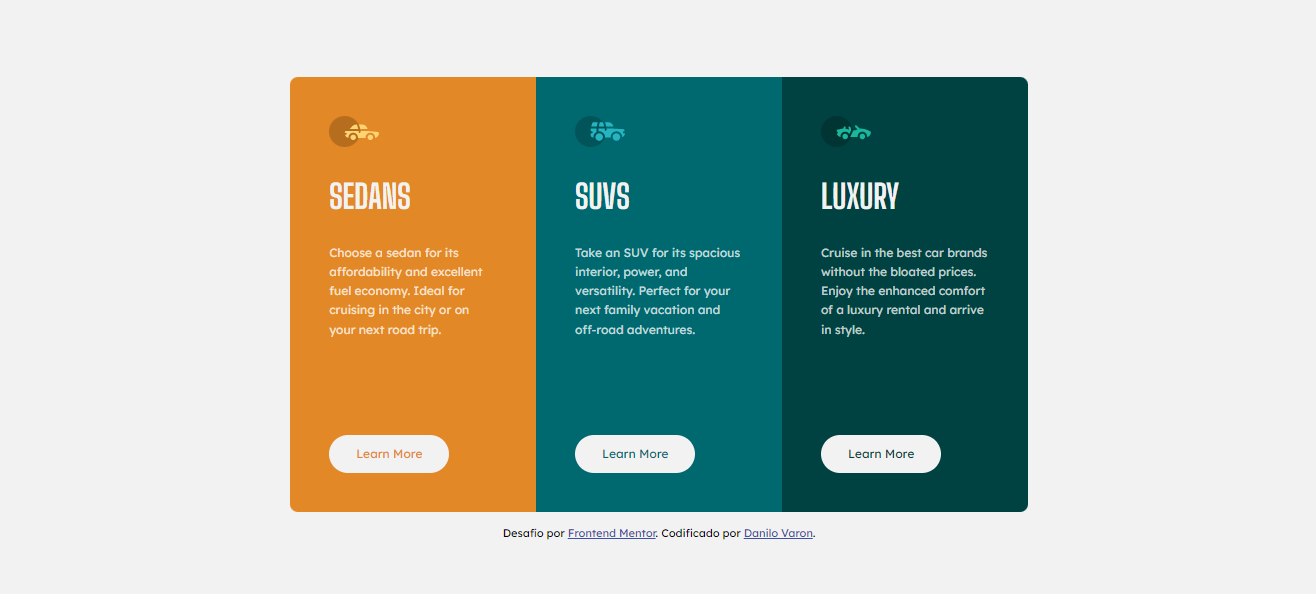 SEDANS
Choose a sedan for its
affordability and excellent
fuel economy. Ideal for
cruising in the city or on
your next road trip.
Learn More
SUVS
Take an SUV for its spacious
interior, power, and
versatility. Perfect for your
next family vacation and
off-road adventures.
Learn More
LUXURY
Cruise in the best car brands
without the bloated prices.
Enjoy the enhanced comfort
of a luxury rental and arrive
in style.
Learn More
Desafío por Frontend Mentor. Codificado por Danilo Varon.